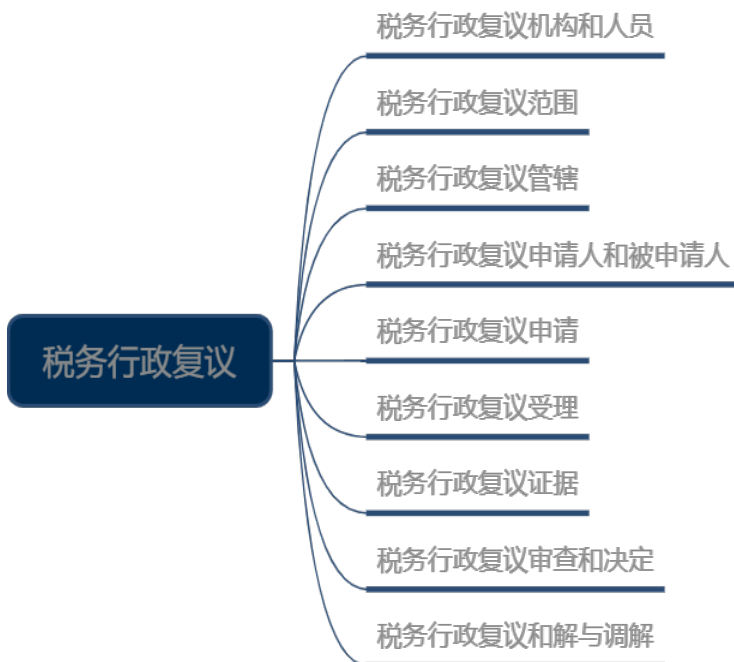 税务行政复议机构和人员
税务行政复议范围
税务行政复议管辖
税务行政复议申请人和被申请人
税务行政复议
税务行政复议申请
税务行政复议受理
税务行政复议证据
税务行政复议审查和决定
税务行政复议和解与调解